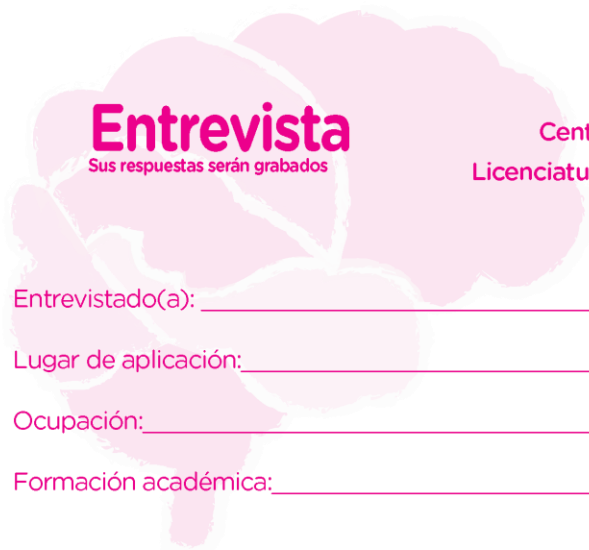 Entrevista
Sus respuestas serán grabados
Cent
Licenciatu
Entrevistado(a):
Lugar de aplicación:
Ocupación:
Formación académica: